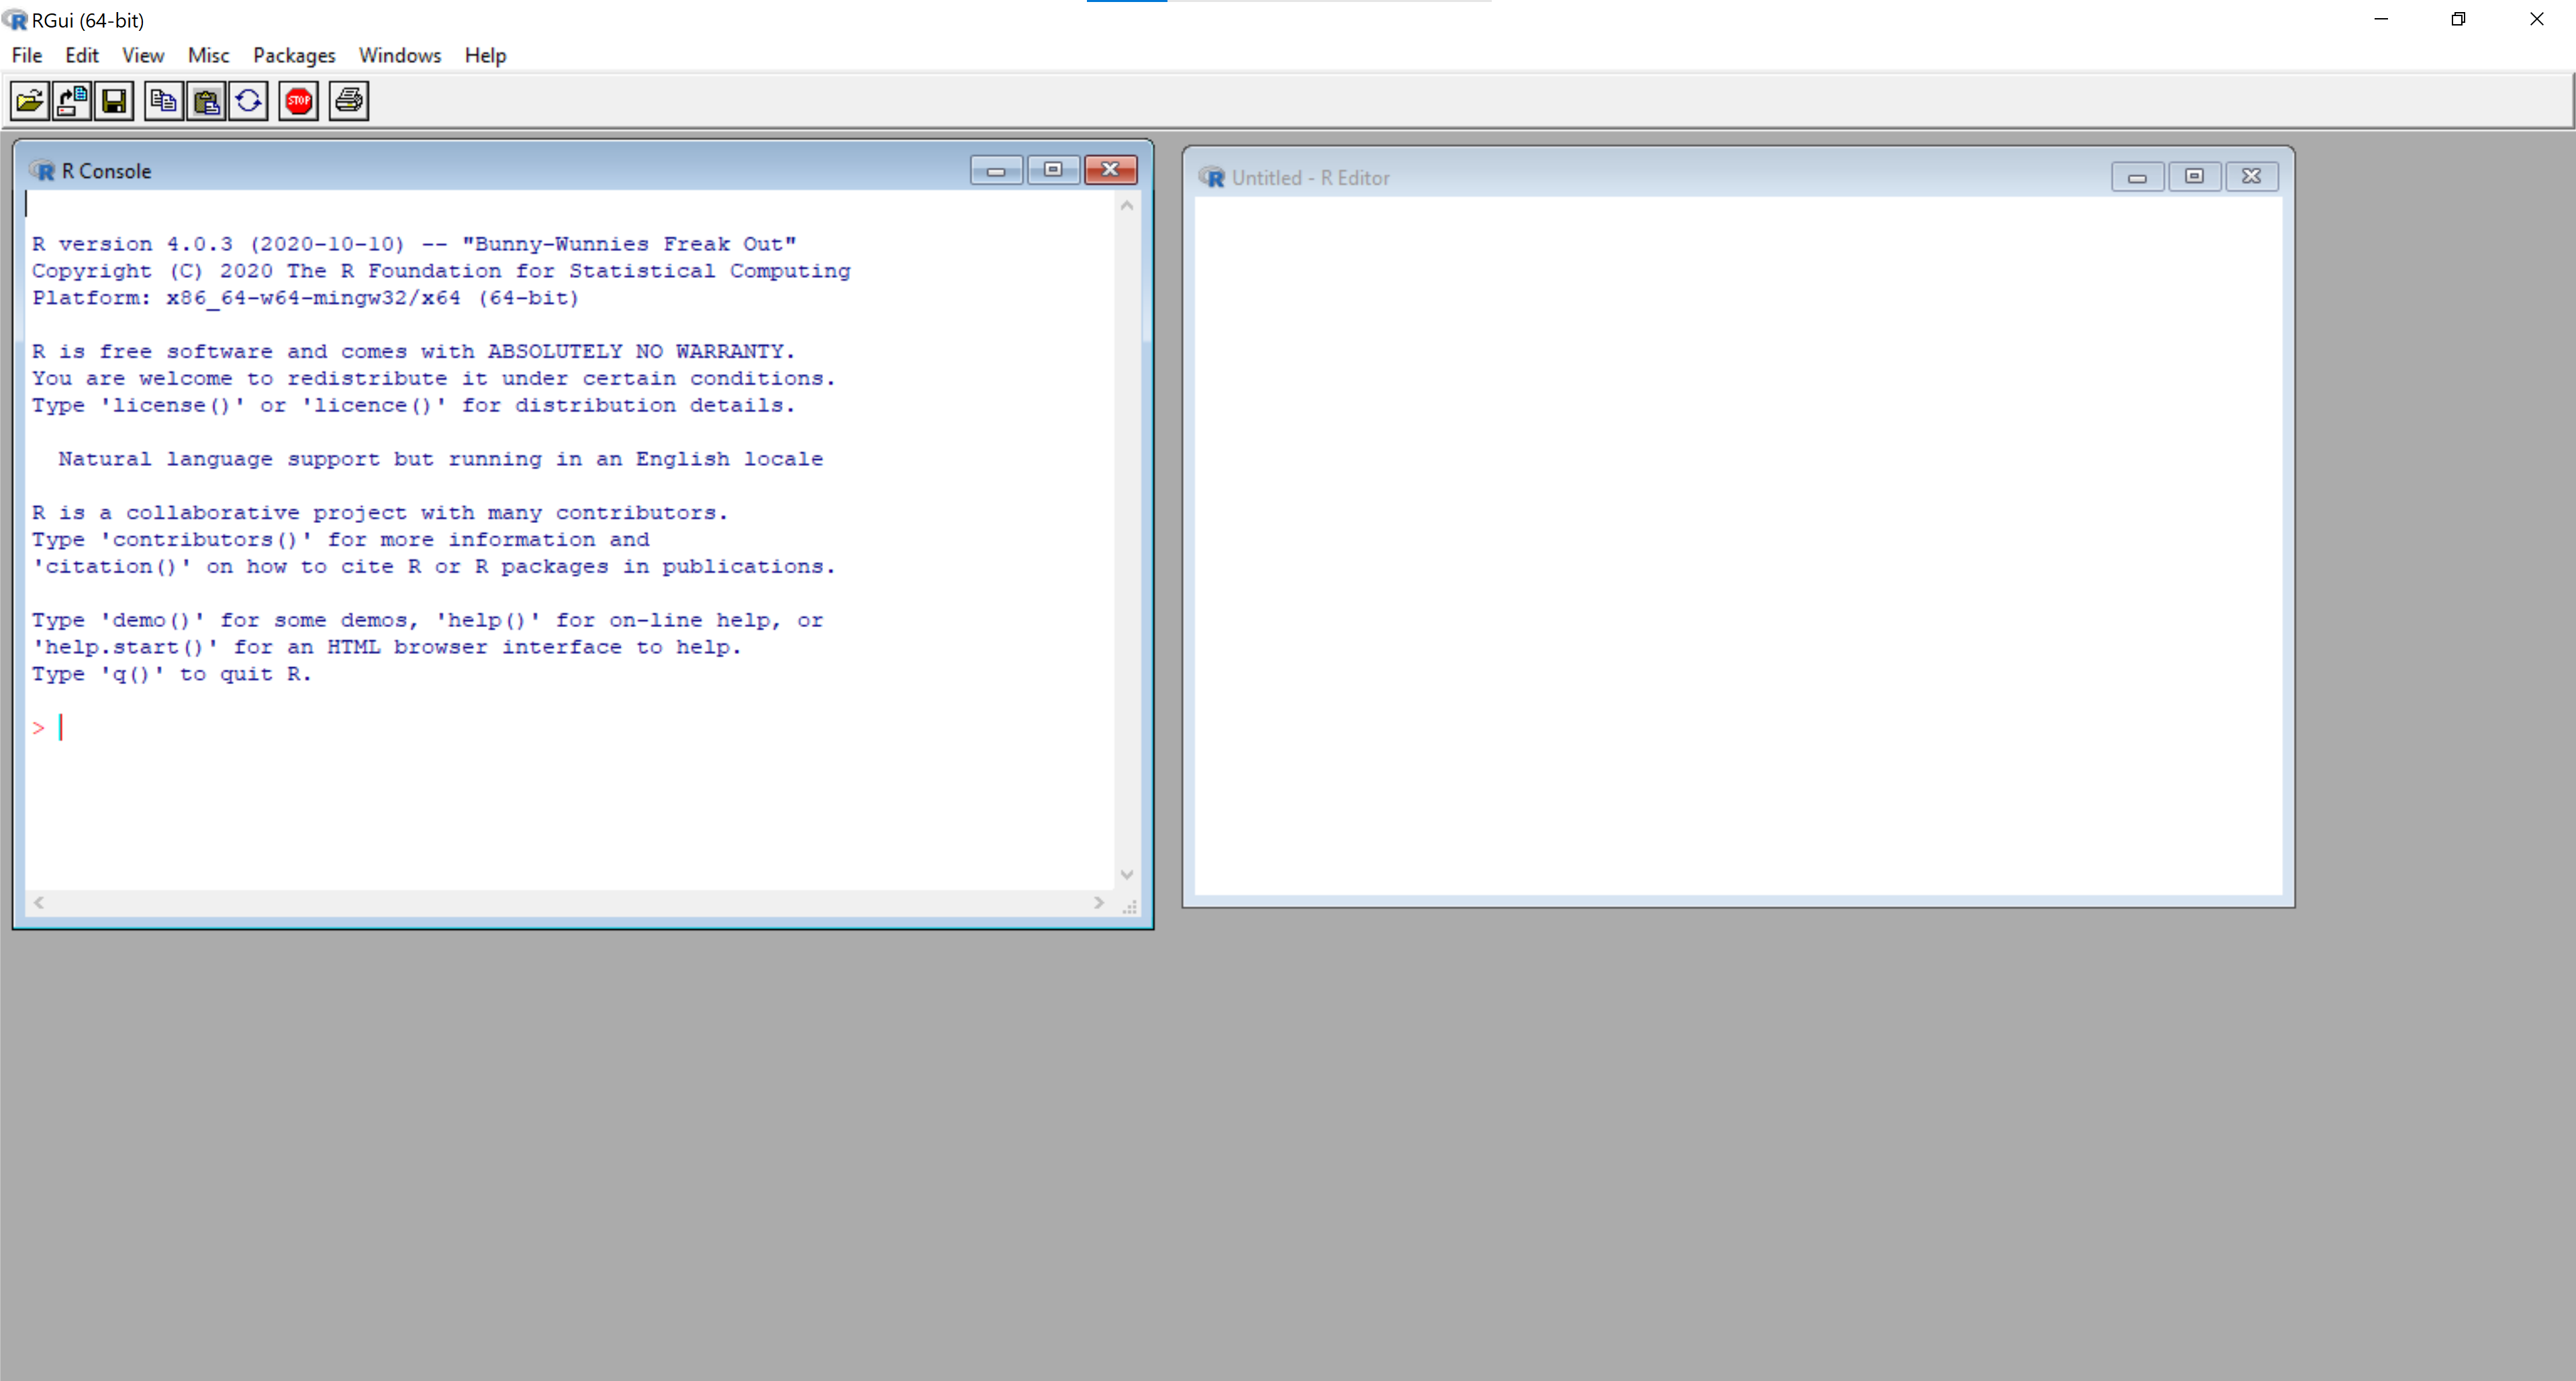 RGui (64-bit)
File Edit View Misc Packages Windows Help
STOP
R Console
R version 4.0.3 (2020-10-10) -- "Bunny-Wunnies Freak Out"
Copyright (C) 2020 The R Foundation for Statistical Computing
Platform: x86_64-w64-mingw32/x64 (64-bit)
R is free software and comes with ABSOLUTELY NO WARRANTY.
You are welcome to redistribute it under certain conditions.
Type 'license()' or 'licence()' for distribution details.
Natural language support but running in an English locale
R is a collaborative project with many contributors.
Type 'contributors()' for more information and
'citation()' on how to cite R or R packages in publications.
Type 'demo()' for some demos, 'help()' for on-line help, or
'help.start()' for an HTML browser interface to help.
Type 'q()' to quit R.
>
Untitled - R Editor